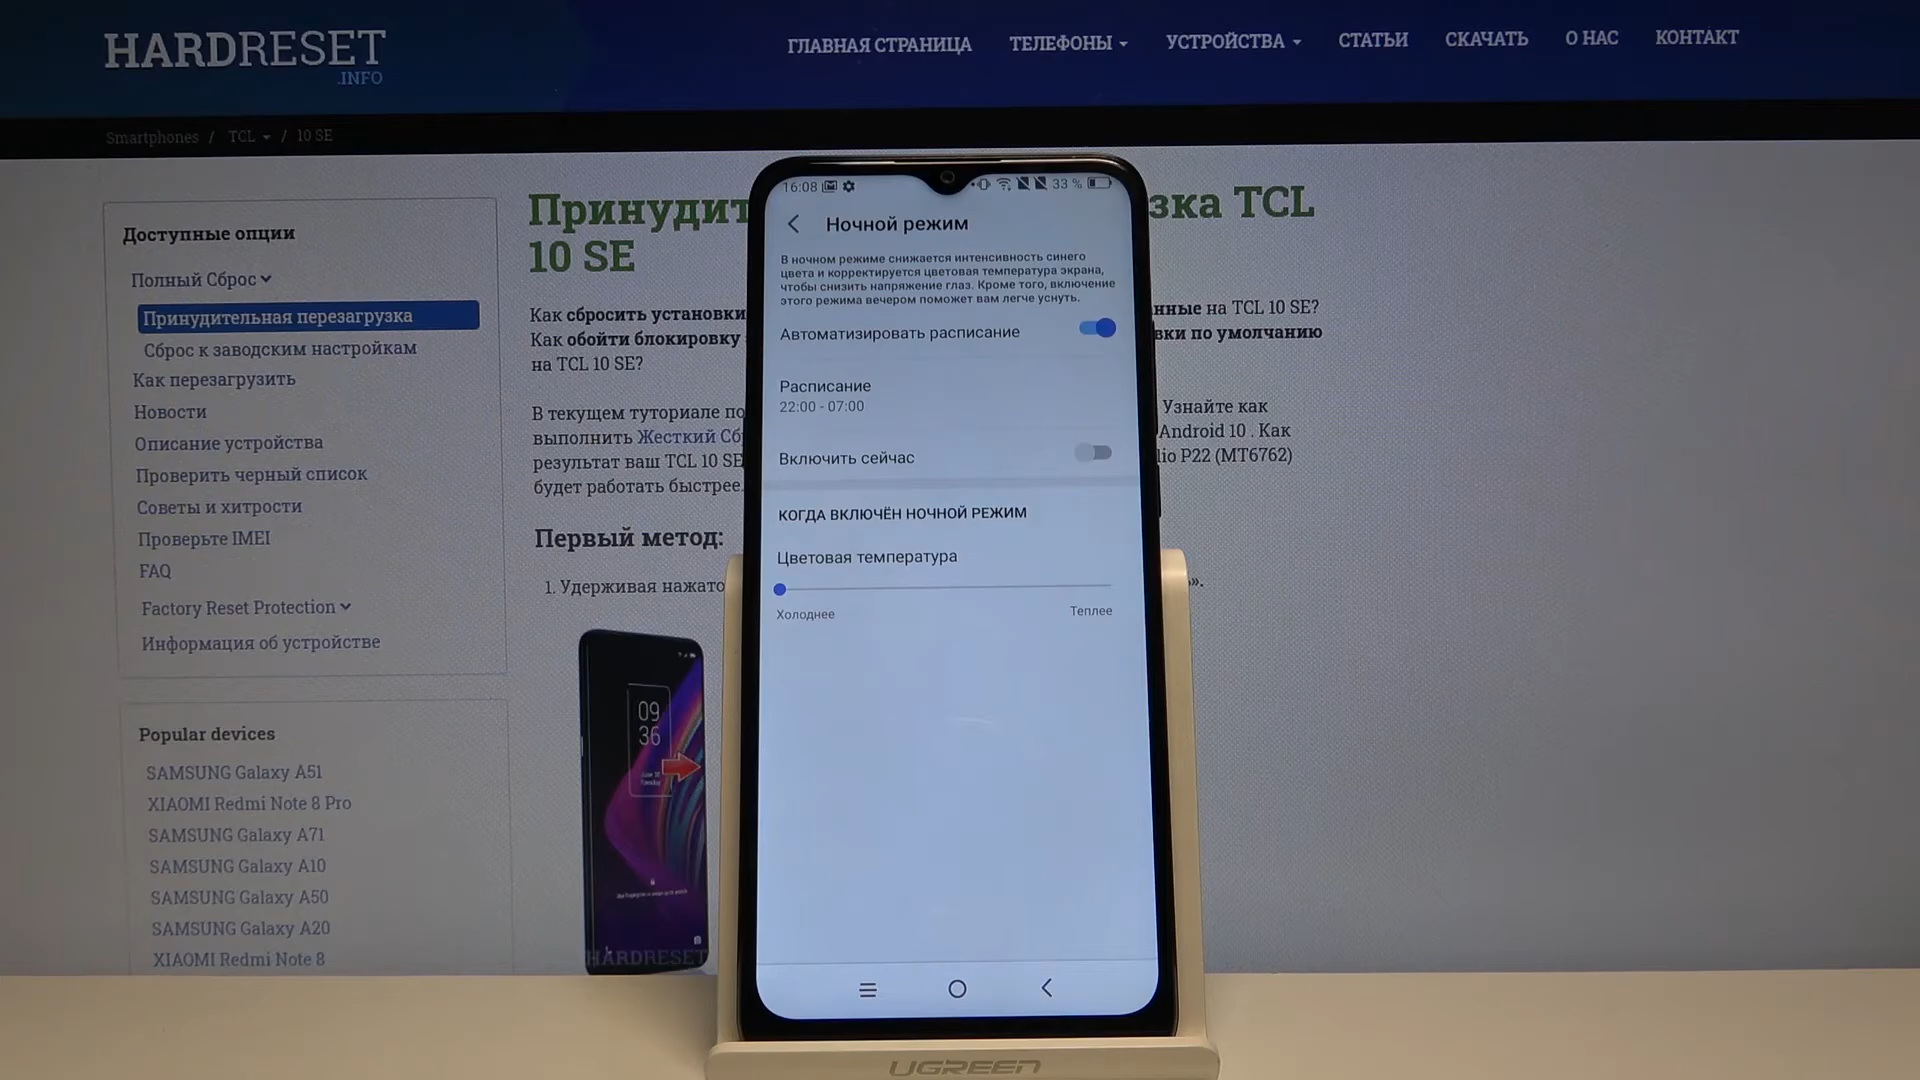 HARDRESET
.INFO
ГЛАВНАЯ СТРАНИЦА ТЕЛЕФОНЫ УСТРОЙСТВА СТАТЬИ СКАЧАТЬ О НАС КОНТАКТ
Smartphones / TCL / 10 SE
Доступные опции
Полный Сброс
Принудительная перезагрузка
Сброс к заводским настройкам
Как перезагрузить
Новости
Описание устройства
Проверить черный список
Советы и хитрости
Проверьте IMEI
FAQ
Factory Reset Protection
Информация об устройстве
Popular devices
SAMSUNG Galaxy A51
XIAOMI Redmi Note 8 Pro
SAMSUNG Galaxy A71
SAMSUNG Galaxy A10
SAMSUNG Galaxy A50
SAMSUNG Galaxy A20
XIAOMI Redmi Note 8
Принудит
зка TCL
10 SE
Как сбросить установки
нные на TCL 10 SE?
Как обойти блокировку
вки по умолчанию
на TCL 10 SE?
В текущем туториале по
Узнайте как
выполнить Жесткий Сб
Android 10 . Как
результат ваш TCL 10 SE
lio P22 (MT6762)
будет работать быстрее.
Первый метод:
1. Удерживая нажато
».
09
36
HARDRESET
16:08 33 %
Ночной режим
В ночном режиме снижается интенсивность синего
цвета и корректируется цветовая температура экрана,
чтобы снизить напряжение глаз. Кроме того, включение
этого режима вечером поможет вам легче уснуть.
Автоматизировать расписание
Расписание
22:00 - 07:00
Включить сейчас
КОГДА ВКЛЮЧЁН НОЧНОЙ РЕЖИМ
Цветовая температура
Холоднее Теплее
UGREEN